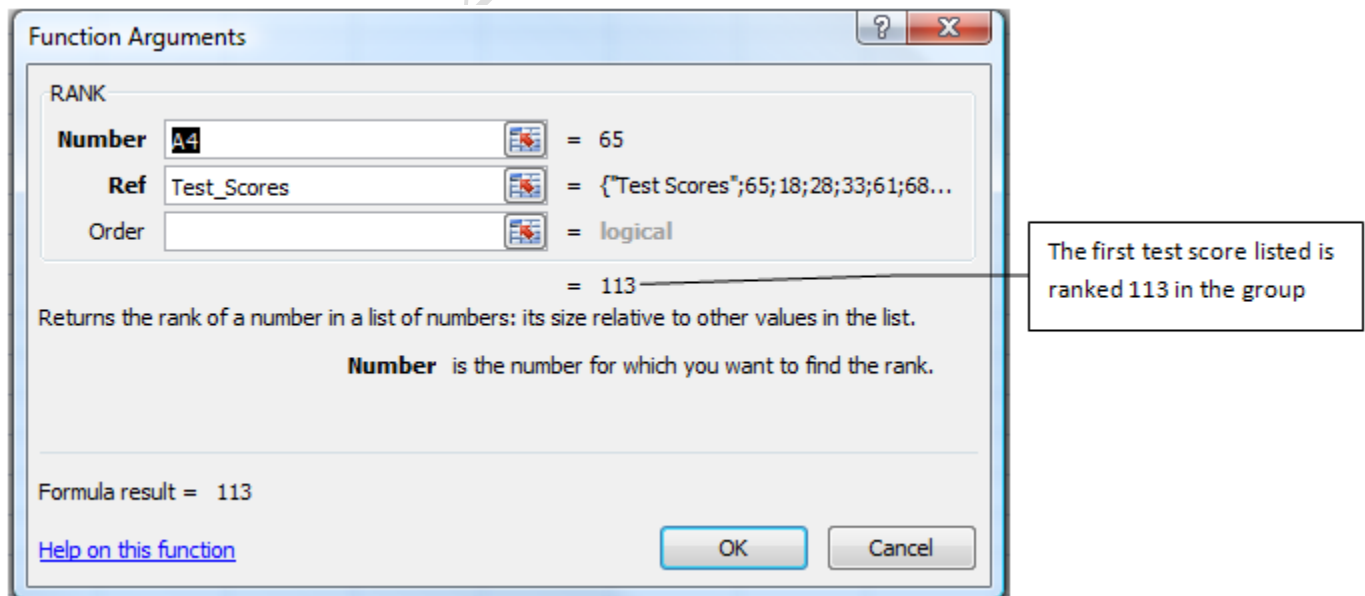 Function Arguments
RANK
Number A4 = 65
Ref Test_Scores = {"Test Scores";65;18;28;33;61;68...
Order = logical
= 113
The first test score listed is
ranked 113 in the group
Returns the rank of a number in a list of numbers: its size relative to other values in the list.
Number is the number for which you want to find the rank.
Formula result = 113
Help on this function
OK Cancel